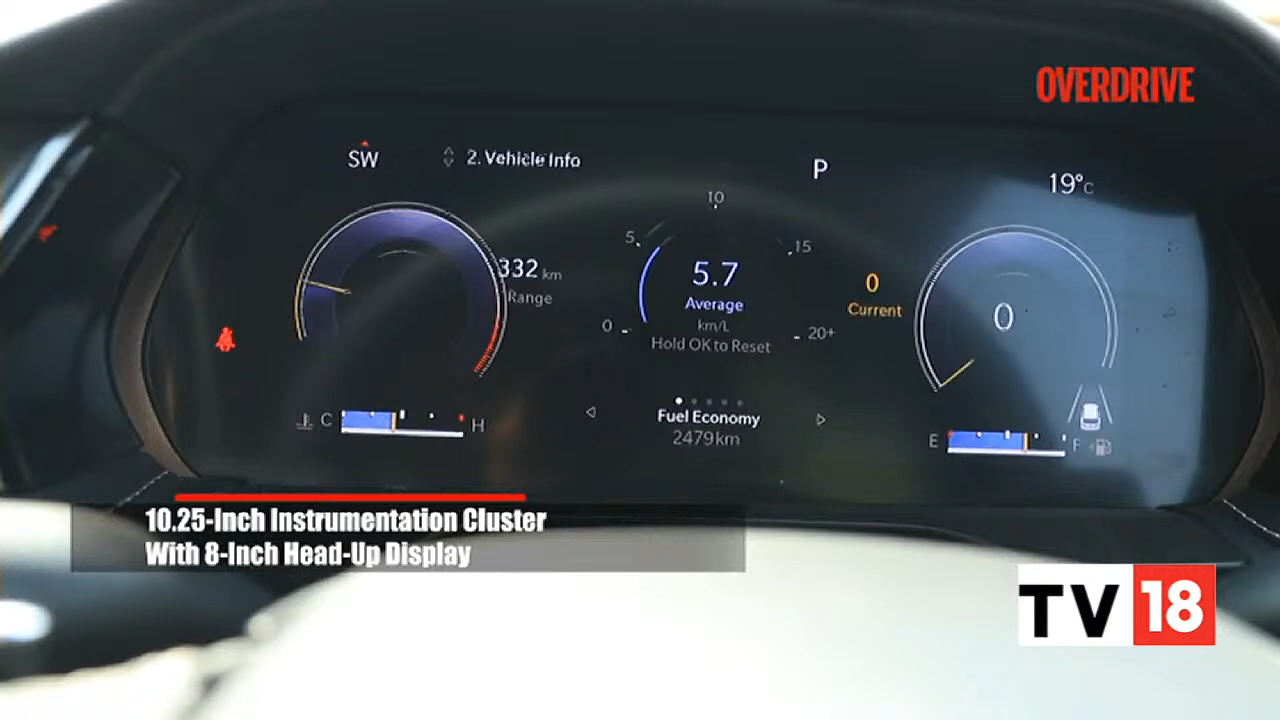 OVERDRIVE
SW
2. Vehicle Info
P
19°C
332 km
Range
0
5
10
15
20+
5.7
Average
km/L
Hold OK to Reset
0
Current
0
C
H
Fuel Economy
2479km
E
F
10.25-Inch Instrumentation Cluster
With 8-Inch Head-Up Display
TV18